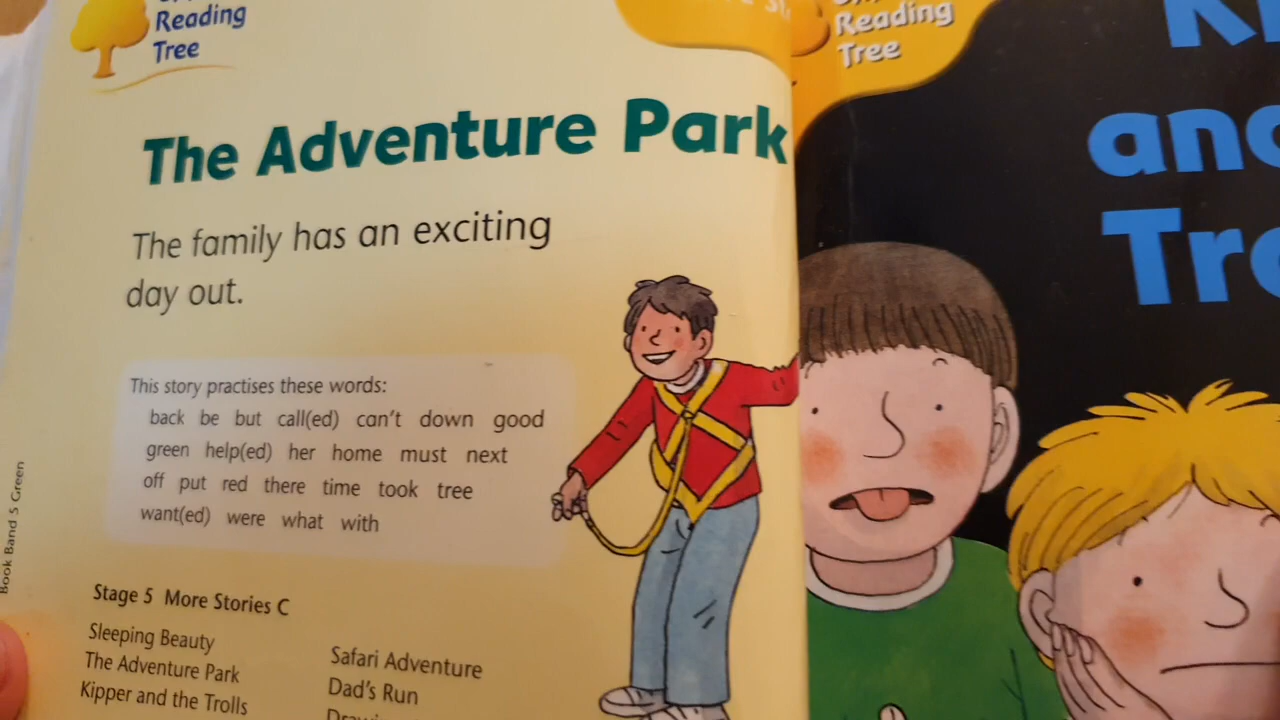 Reading
Tree
The Adventure Park
The family has an exciting
day out.
This story practises these words:
back be but call(ed) can't down good
green help(ed) her home must next
off put red there time took tree
want(ed) were what with
Book Band 5 Green
Stage 5 More Stories C
Sleeping Beauty
The Adventure Park
Kipper and the Trolls
Safari Adventure
Dad's Run
Reading
Tree
and